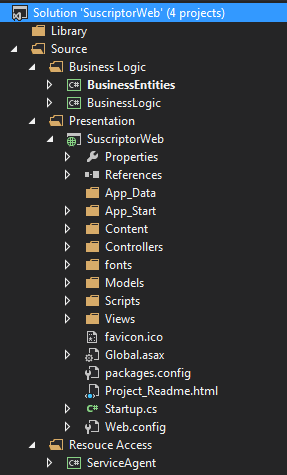 Solution 'SuscriptorWeb' (4 projects)
Library
Source
Business Logic
C# BusinessEntities
C# BusinessLogic
Presentation
SuscriptorWeb
Properties
References
App_Data
App_Start
Content
Controllers
fonts
Models
Scripts
Views
favicon.ico
Global.asax
packages.config
Project_Readme.html
C# Startup.cs
Web.config
Resouce Access
C# ServiceAgent